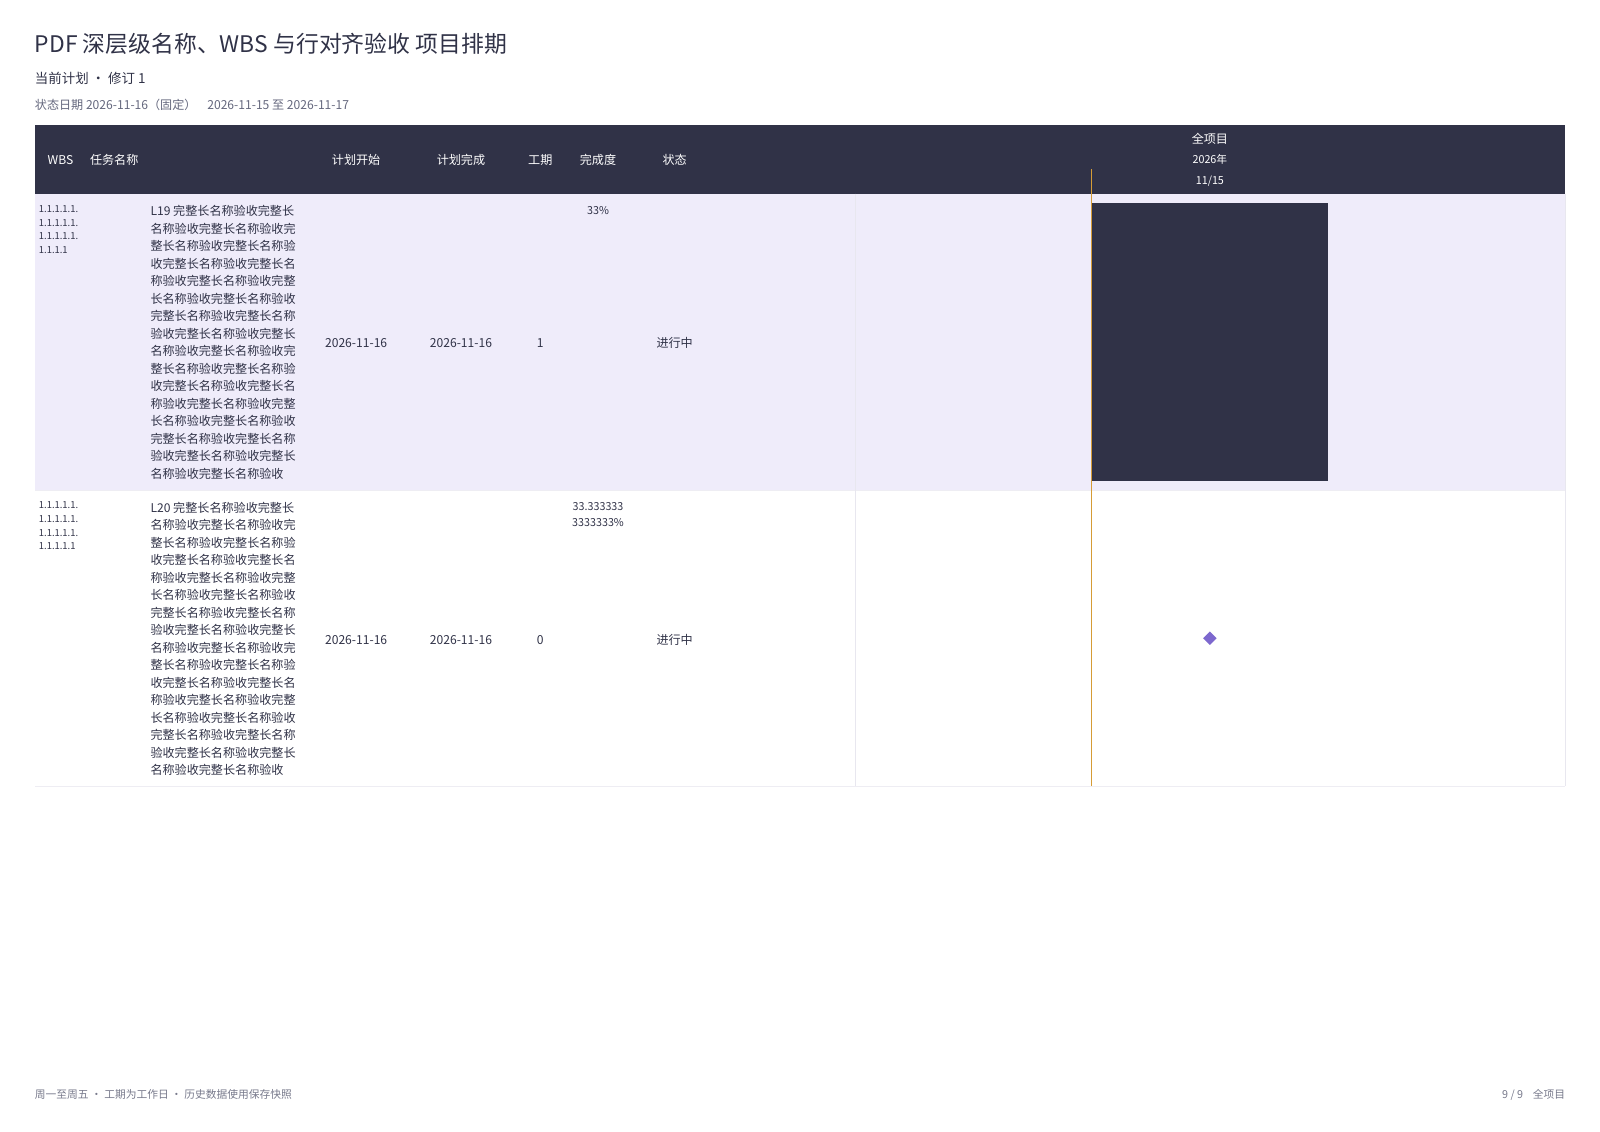 PDF 深层级名称、WBS 与行对齐验收 项目排期
当前计划 · 修订 1
状态日期 2026-11-16（固定） 2026-11-15 至 2026-11-17
WBS 任务名称 计划开始 计划完成 工期 完成度 状态
全项目
2026年
11/15
1.1.1.1.1.
1.1.1.1.1.
1.1.1.1.1.
1.1.1.1
L19 完整长名称验收完整长
名称验收完整长名称验收完
整长名称验收完整长名称验
收完整长名称验收完整长名
称验收完整长名称验收完整
长名称验收完整长名称验收
完整长名称验收完整长名称
验收完整长名称验收完整长
名称验收完整长名称验收完
整长名称验收完整长名称验
收完整长名称验收完整长名
称验收完整长名称验收完整
长名称验收完整长名称验收
完整长名称验收完整长名称
验收完整长名称验收完整长
名称验收完整长名称验收
2026-11-16 2026-11-16 1
33%
进行中
1.1.1.1.1.
1.1.1.1.1.
1.1.1.1.1.
1.1.1.1.1
L20 完整长名称验收完整长
名称验收完整长名称验收完
整长名称验收完整长名称验
收完整长名称验收完整长名
称验收完整长名称验收完整
长名称验收完整长名称验收
完整长名称验收完整长名称
验收完整长名称验收完整长
名称验收完整长名称验收完
整长名称验收完整长名称验
收完整长名称验收完整长名
称验收完整长名称验收完整
长名称验收完整长名称验收
完整长名称验收完整长名称
验收完整长名称验收完整长
名称验收完整长名称验收
2026-11-16 2026-11-16 0
33.333333
3333333%
进行中
周一至周五 · 工期为工作日 · 历史数据使用保存快照
9 / 9 全项目